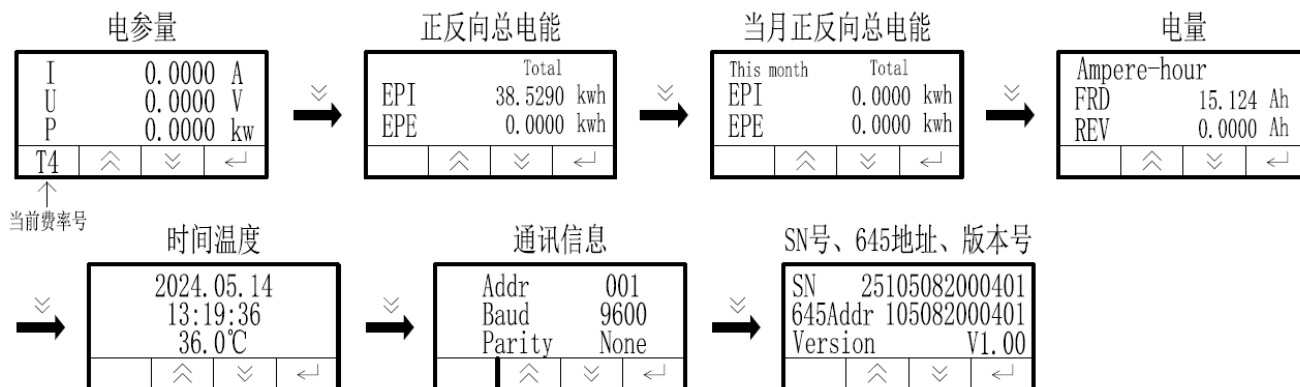 电参量
I 0.0000 A
U 0.0000 V
P 0.0000 kw
T4
当前费率号
正反向总电能
Total
EPI 38.5290 kwh
EPE 0.0000 kwh
当月正反向总电能
This month Total
EPI 0.0000 kwh
EPE 0.0000 kwh
电量
Ampere-hour
FRD 15.124 Ah
REV 0.0000 Ah
时间温度
2024.05.14
13:19:36
36.0℃
通讯信息
Addr 001
Baud 9600
Parity None
SN号、645地址、版本号
SN 25105082000401
645Addr 105082000401
Version V1.00